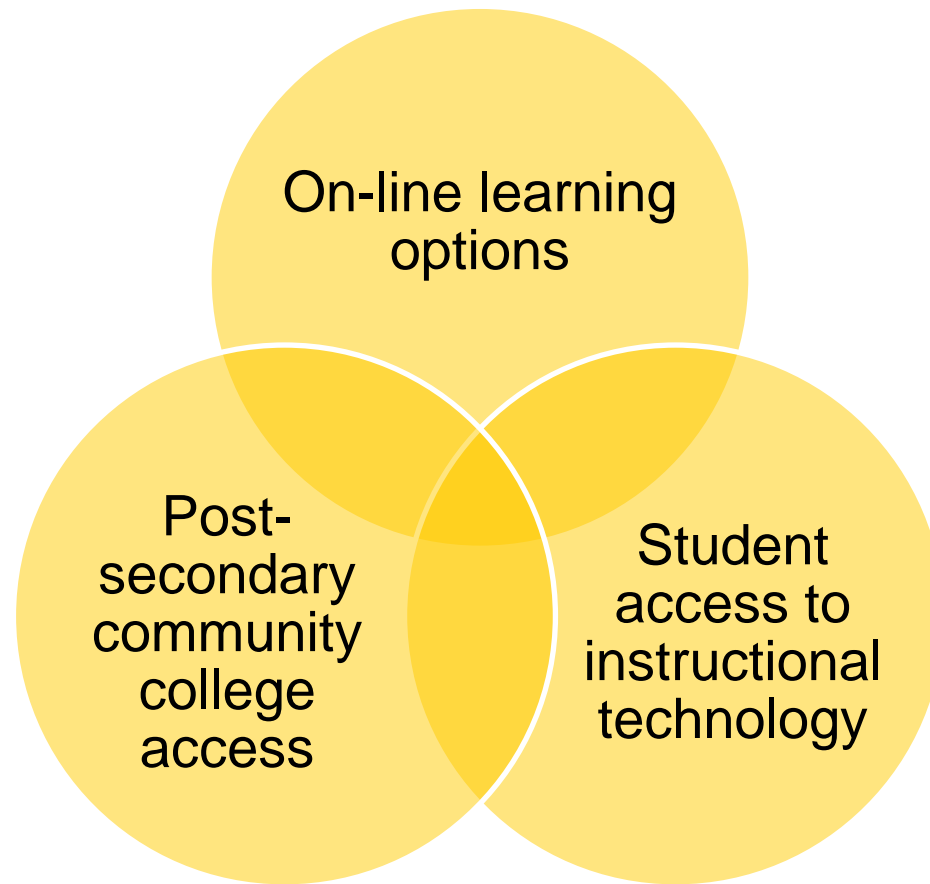 On-line learning
options
Post-
secondary
community
college
access
Student
access to
instructional
technology